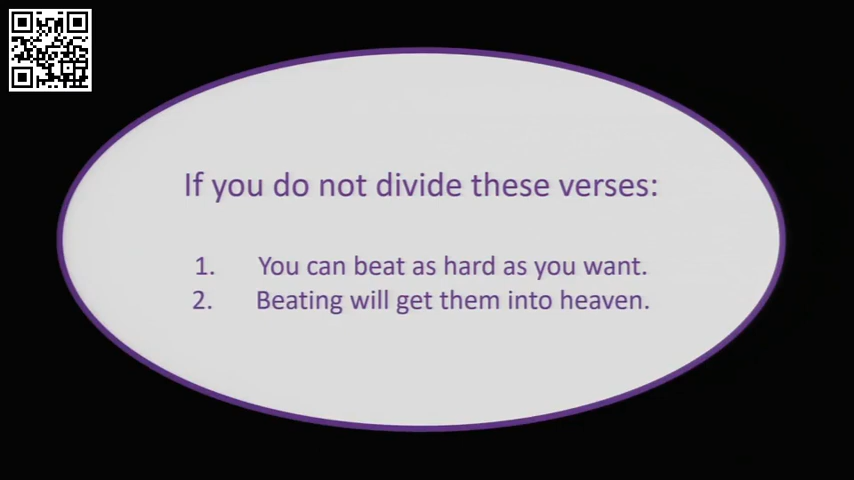 If you do not divide these verses:
1. You can beat as hard as you want.
2. Beating will get them into heaven.